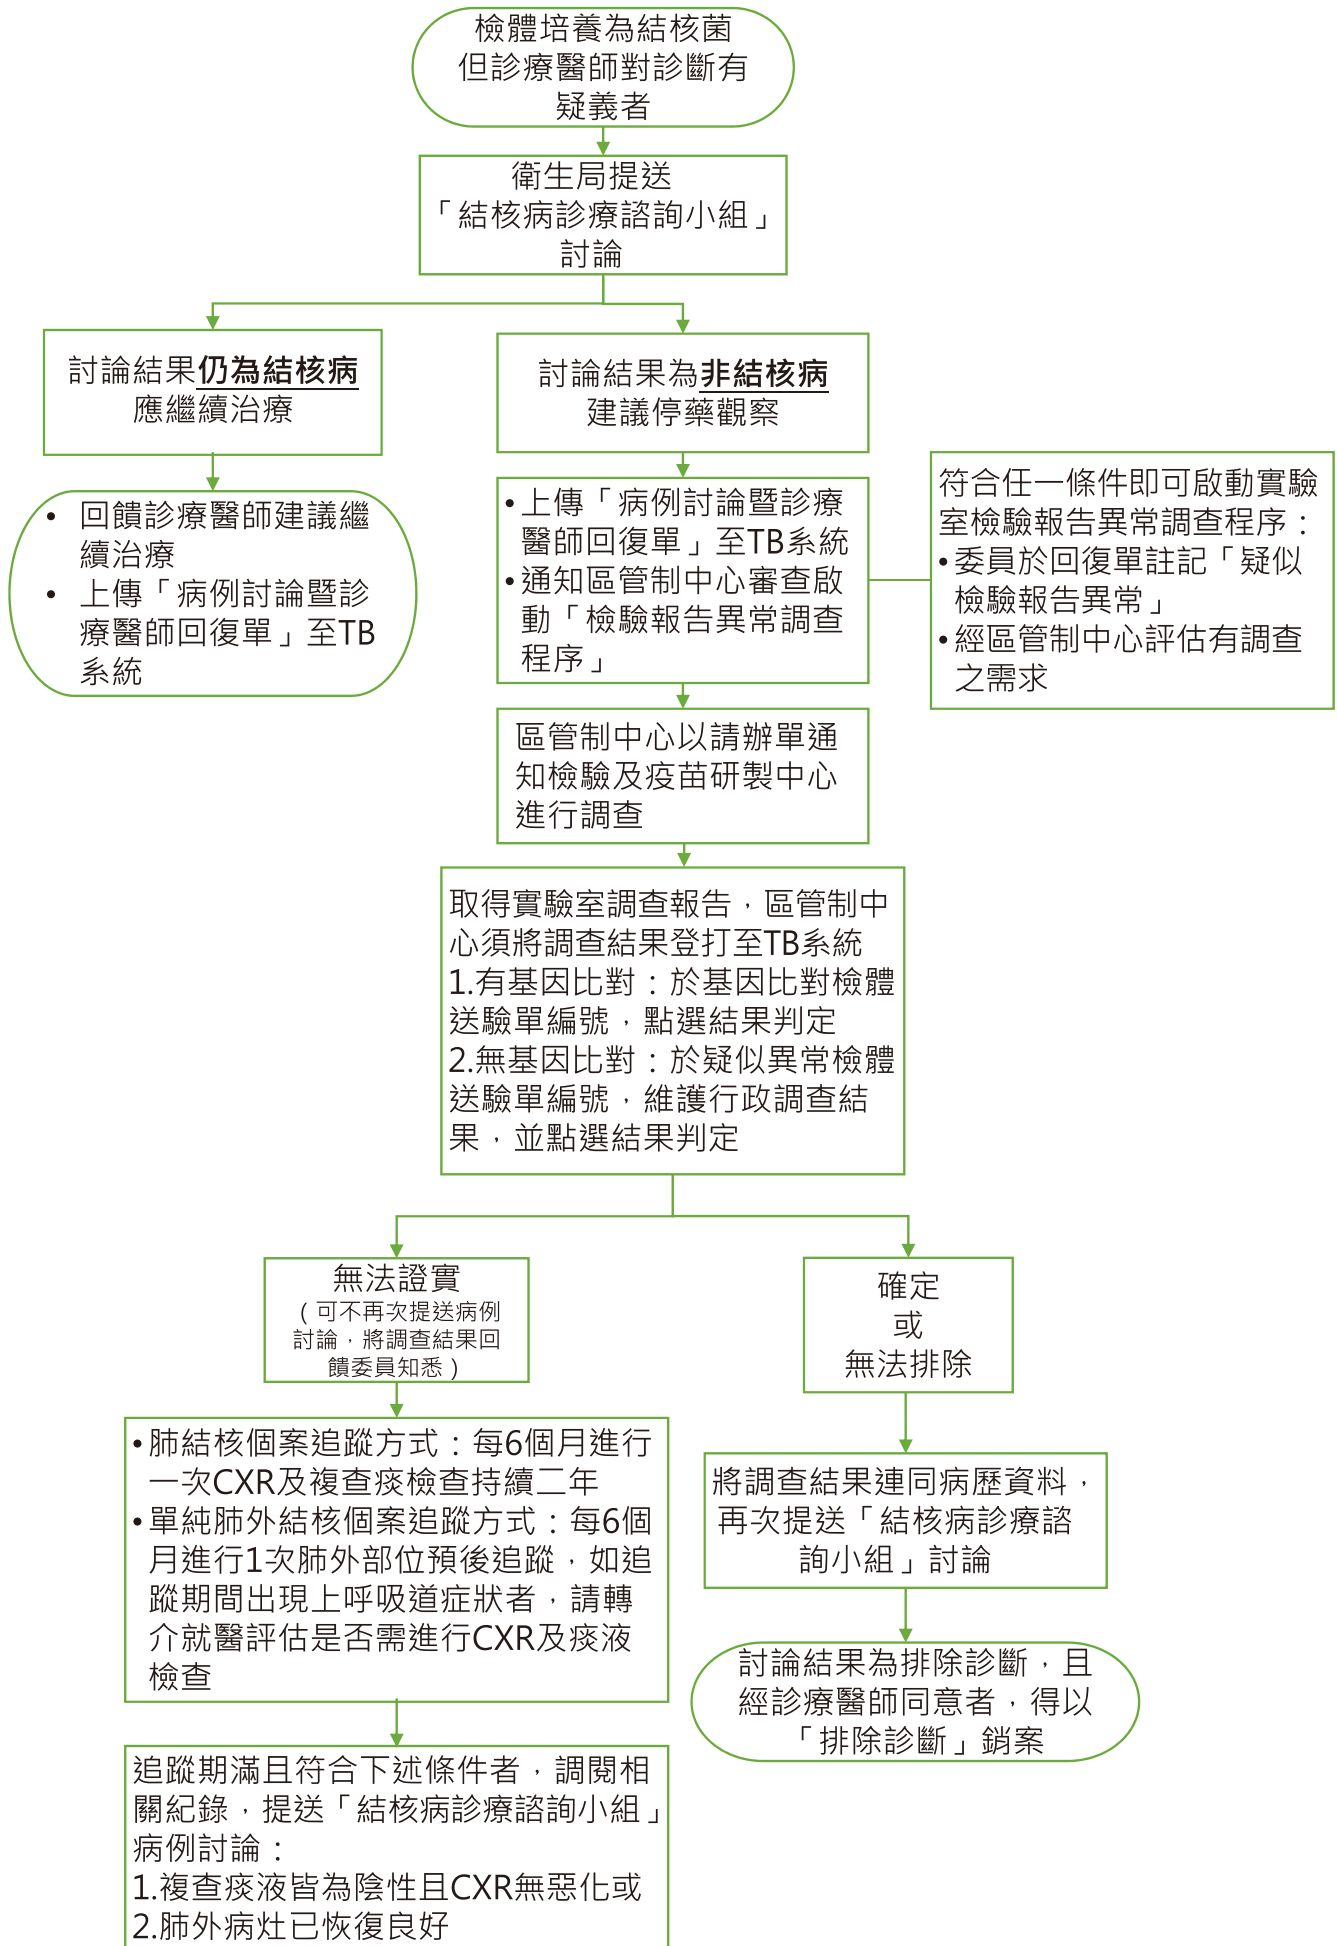 檢體培養為結核菌
但診療醫師對診斷有
疑義者
衛生局提送
「結核病診療諮詢小組」
討論
討論結果仍為結核病
應繼續治療
討論結果為非結核病
建議停藥觀察
• 回饋診療醫師建議繼
續治療
• 上傳「病例討論暨診
療醫師回復單」至TB
系統
•上傳「病例討論暨診療
醫師回復單」至TB系統
•通知區管制中心審查啟
動「檢驗報告異常調查
程序」
符合任一條件即可啟動實驗
室檢驗報告異常調查程序：
•委員於回復單註記「疑似
檢驗報告異常」
•經區管制中心評估有調查
之需求
區管制中心以請辦單通
知檢驗及疫苗研製中心
進行調查
取得實驗室調查報告，區管制中
心須將調查結果登打至TB系統
1.有基因比對：於基因比對檢體
送驗單編號，點選結果判定
2.無基因比對：於疑似異常檢體
送驗單編號，維護行政調查結
果，並點選結果判定
無法證實
（可不再次提送病例
討論，將調查結果回
饋委員知悉）
確定
或
無法排除
•肺結核個案追蹤方式：每6個月進行
一次CXR及複查痰檢查持續二年
•單純肺外結核個案追蹤方式：每6個
月進行1次肺外部位預後追蹤，如追
蹤期間出現上呼吸道症狀者，請轉
介就醫評估是否需進行CXR及痰液
檢查
將調查結果連同病歷資料，
再次提送「結核病診療諮
詢小組」討論
討論結果為排除診斷，且
經診療醫師同意者，得以
「排除診斷」銷案
追蹤期滿且符合下述條件者，調閱相
關紀錄，提送「結核病診療諮詢小組」
病例討論：
1.複查痰液皆為陰性且CXR無惡化或
2.肺外病灶已恢復良好